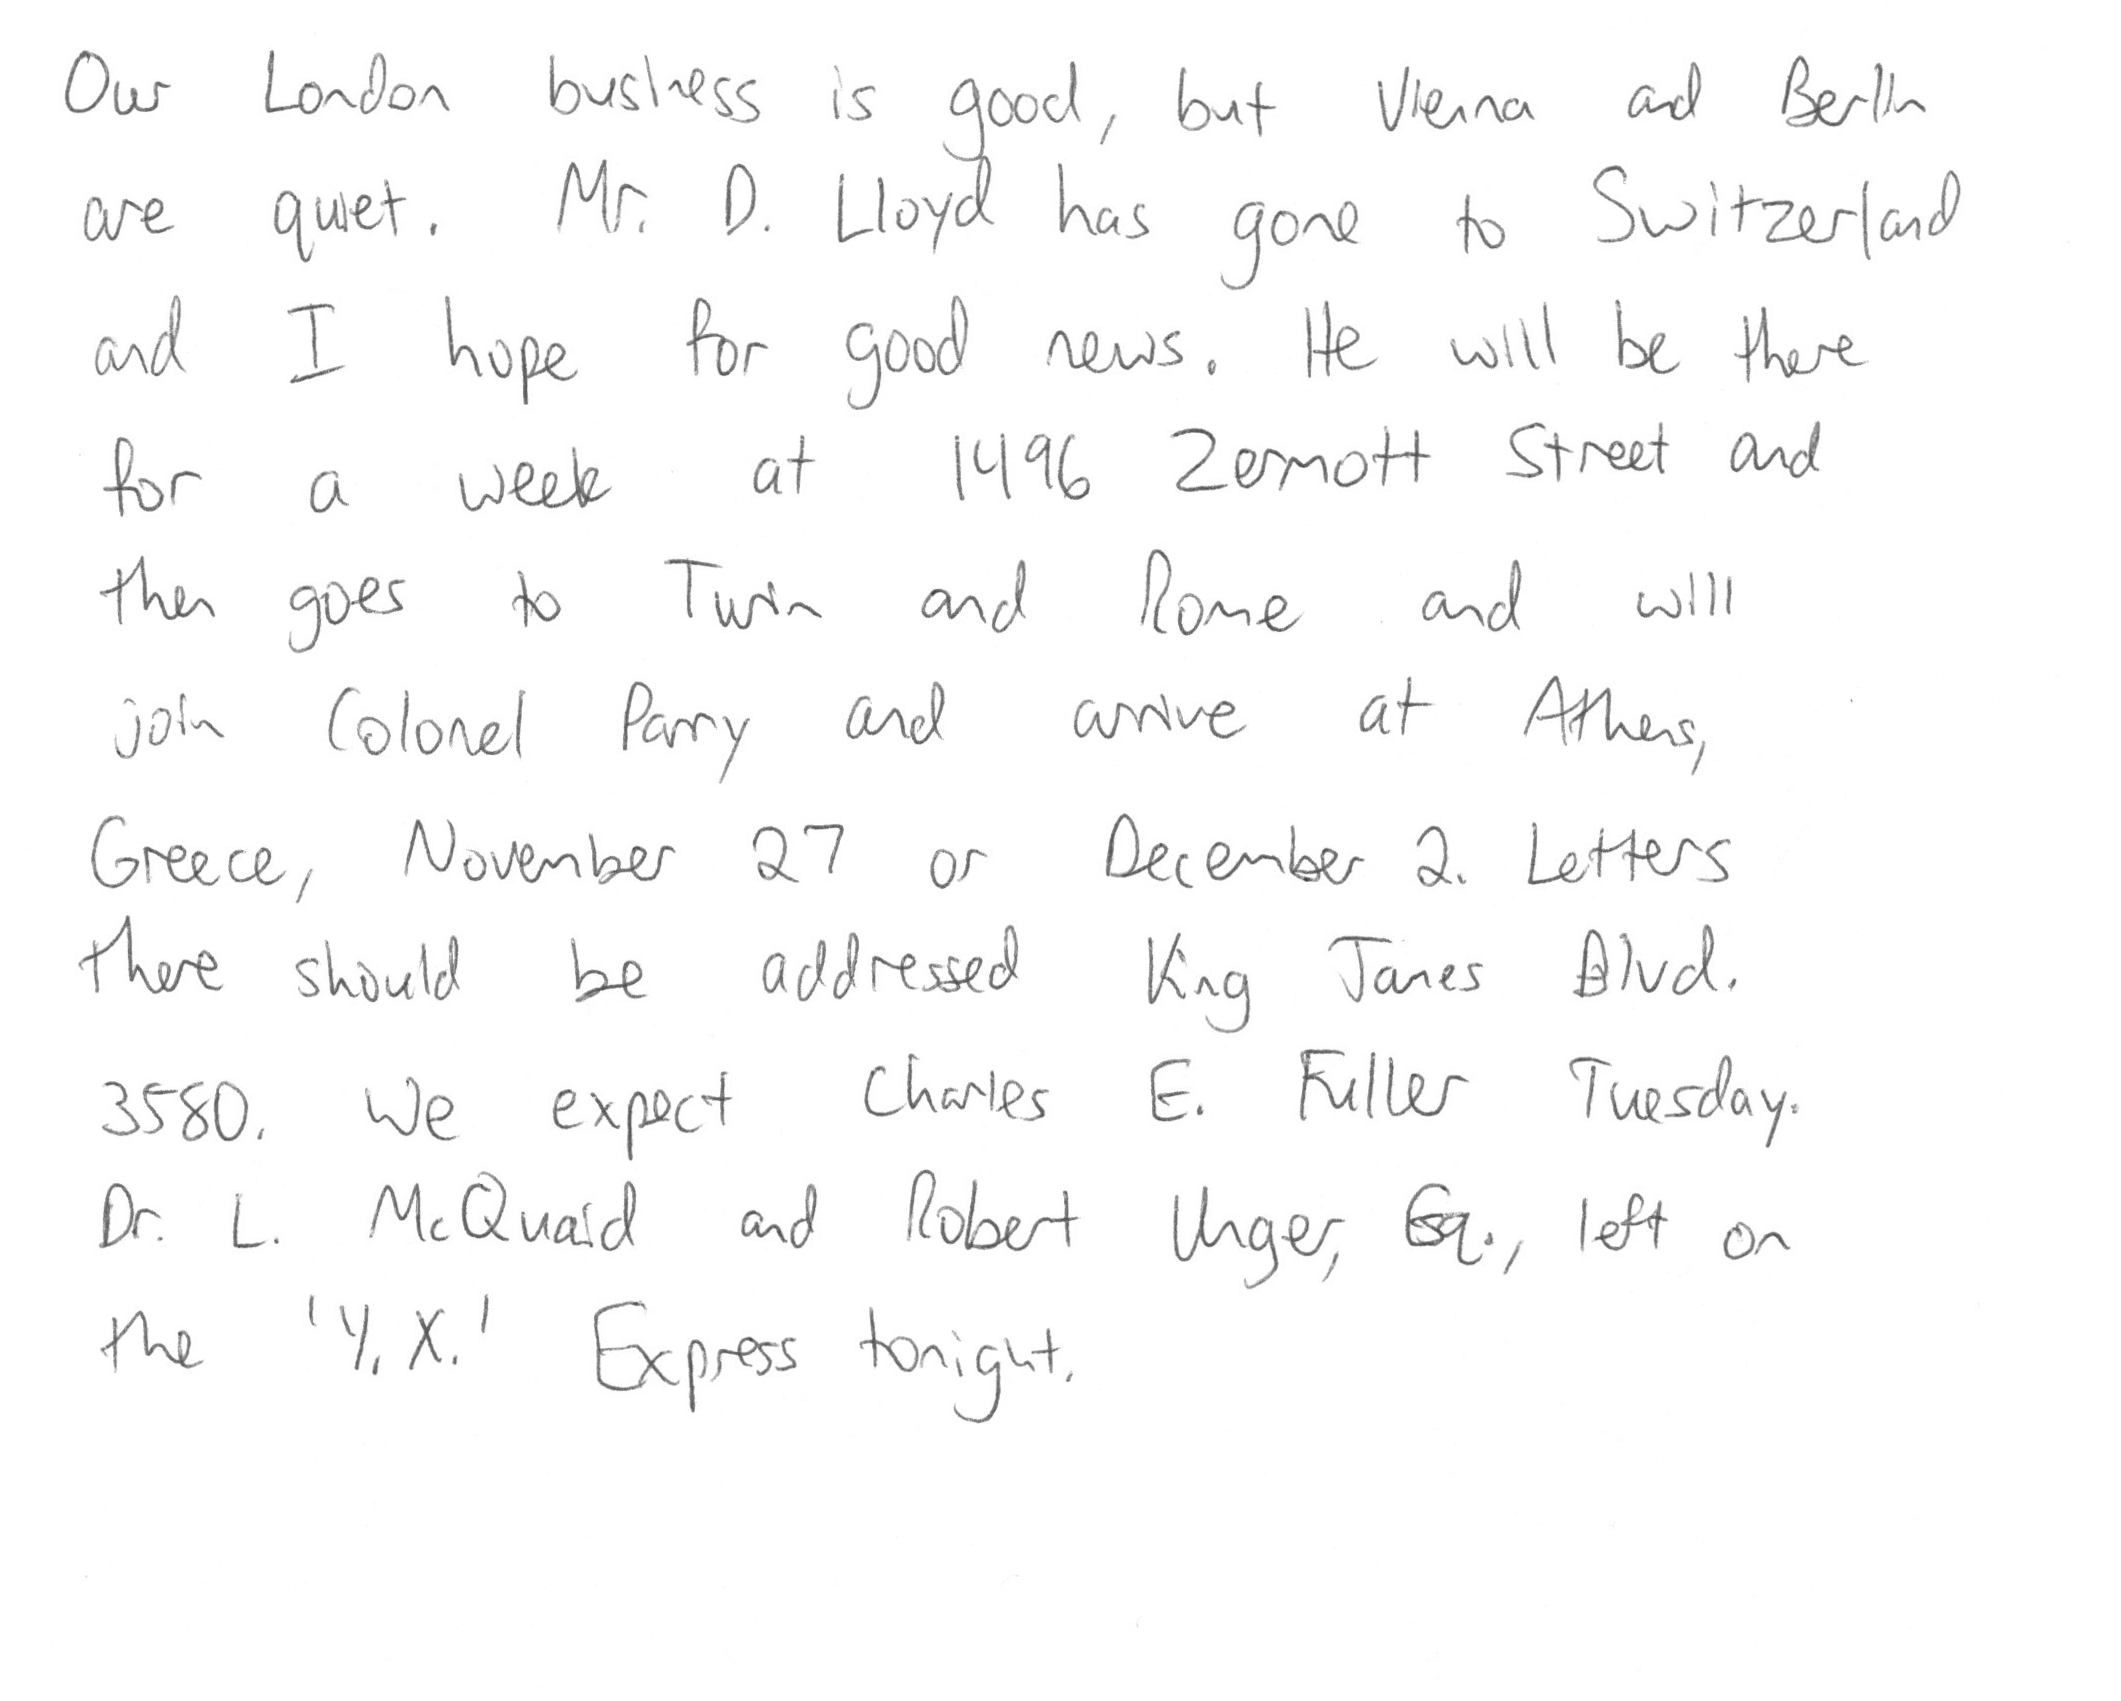 Our London business is good, but Vienna and Berlin
are quiet. Mr. D. Lloyd has gone to Switzerland
and I hope for good news. He will be there
for a week at 1496 Zermott Street and
then goes to Turin and Rome and will
join Colonel Parry and arrive at Athens,
Greece, November 27 or December 2. Letters
there should be addressed King James Blvd.
3580. We expect Charles E. Fuller Tuesday.
Dr. L. McQuaid and Robert Unger, Esq., left on
the 'Y. X.' Express tonight.